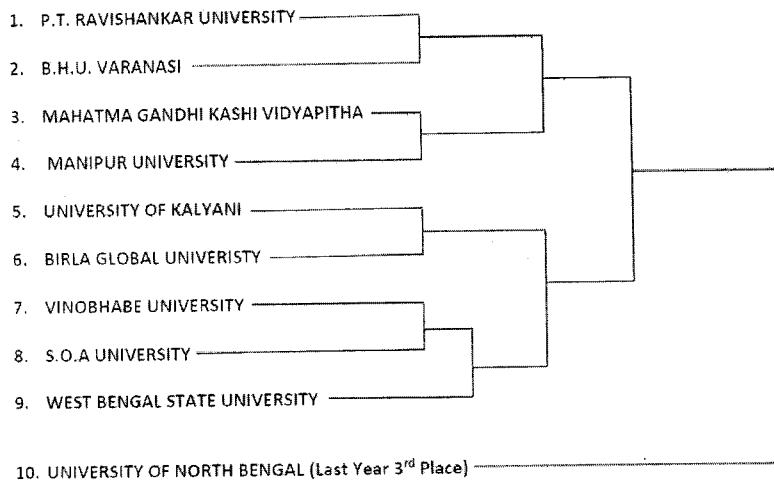 1. P.T. RAVISHANKAR UNIVERSITY
2. B.H.U. VARANASI
3. MAHATMA GANDHI KASHI VIDYAPITHA
4. MANIPUR UNIVERSITY
5. UNIVERSITY OF KALYANI
6. BIRLA GLOBAL UNIVERISTY
7. VINOBHABE UNIVERSITY
8. S.O.A UNIVERSITY
9. WEST BENGAL STATE UNIVERSITY
10. UNIVERSITY OF NORTH BENGAL (Last Year 3rd Place)